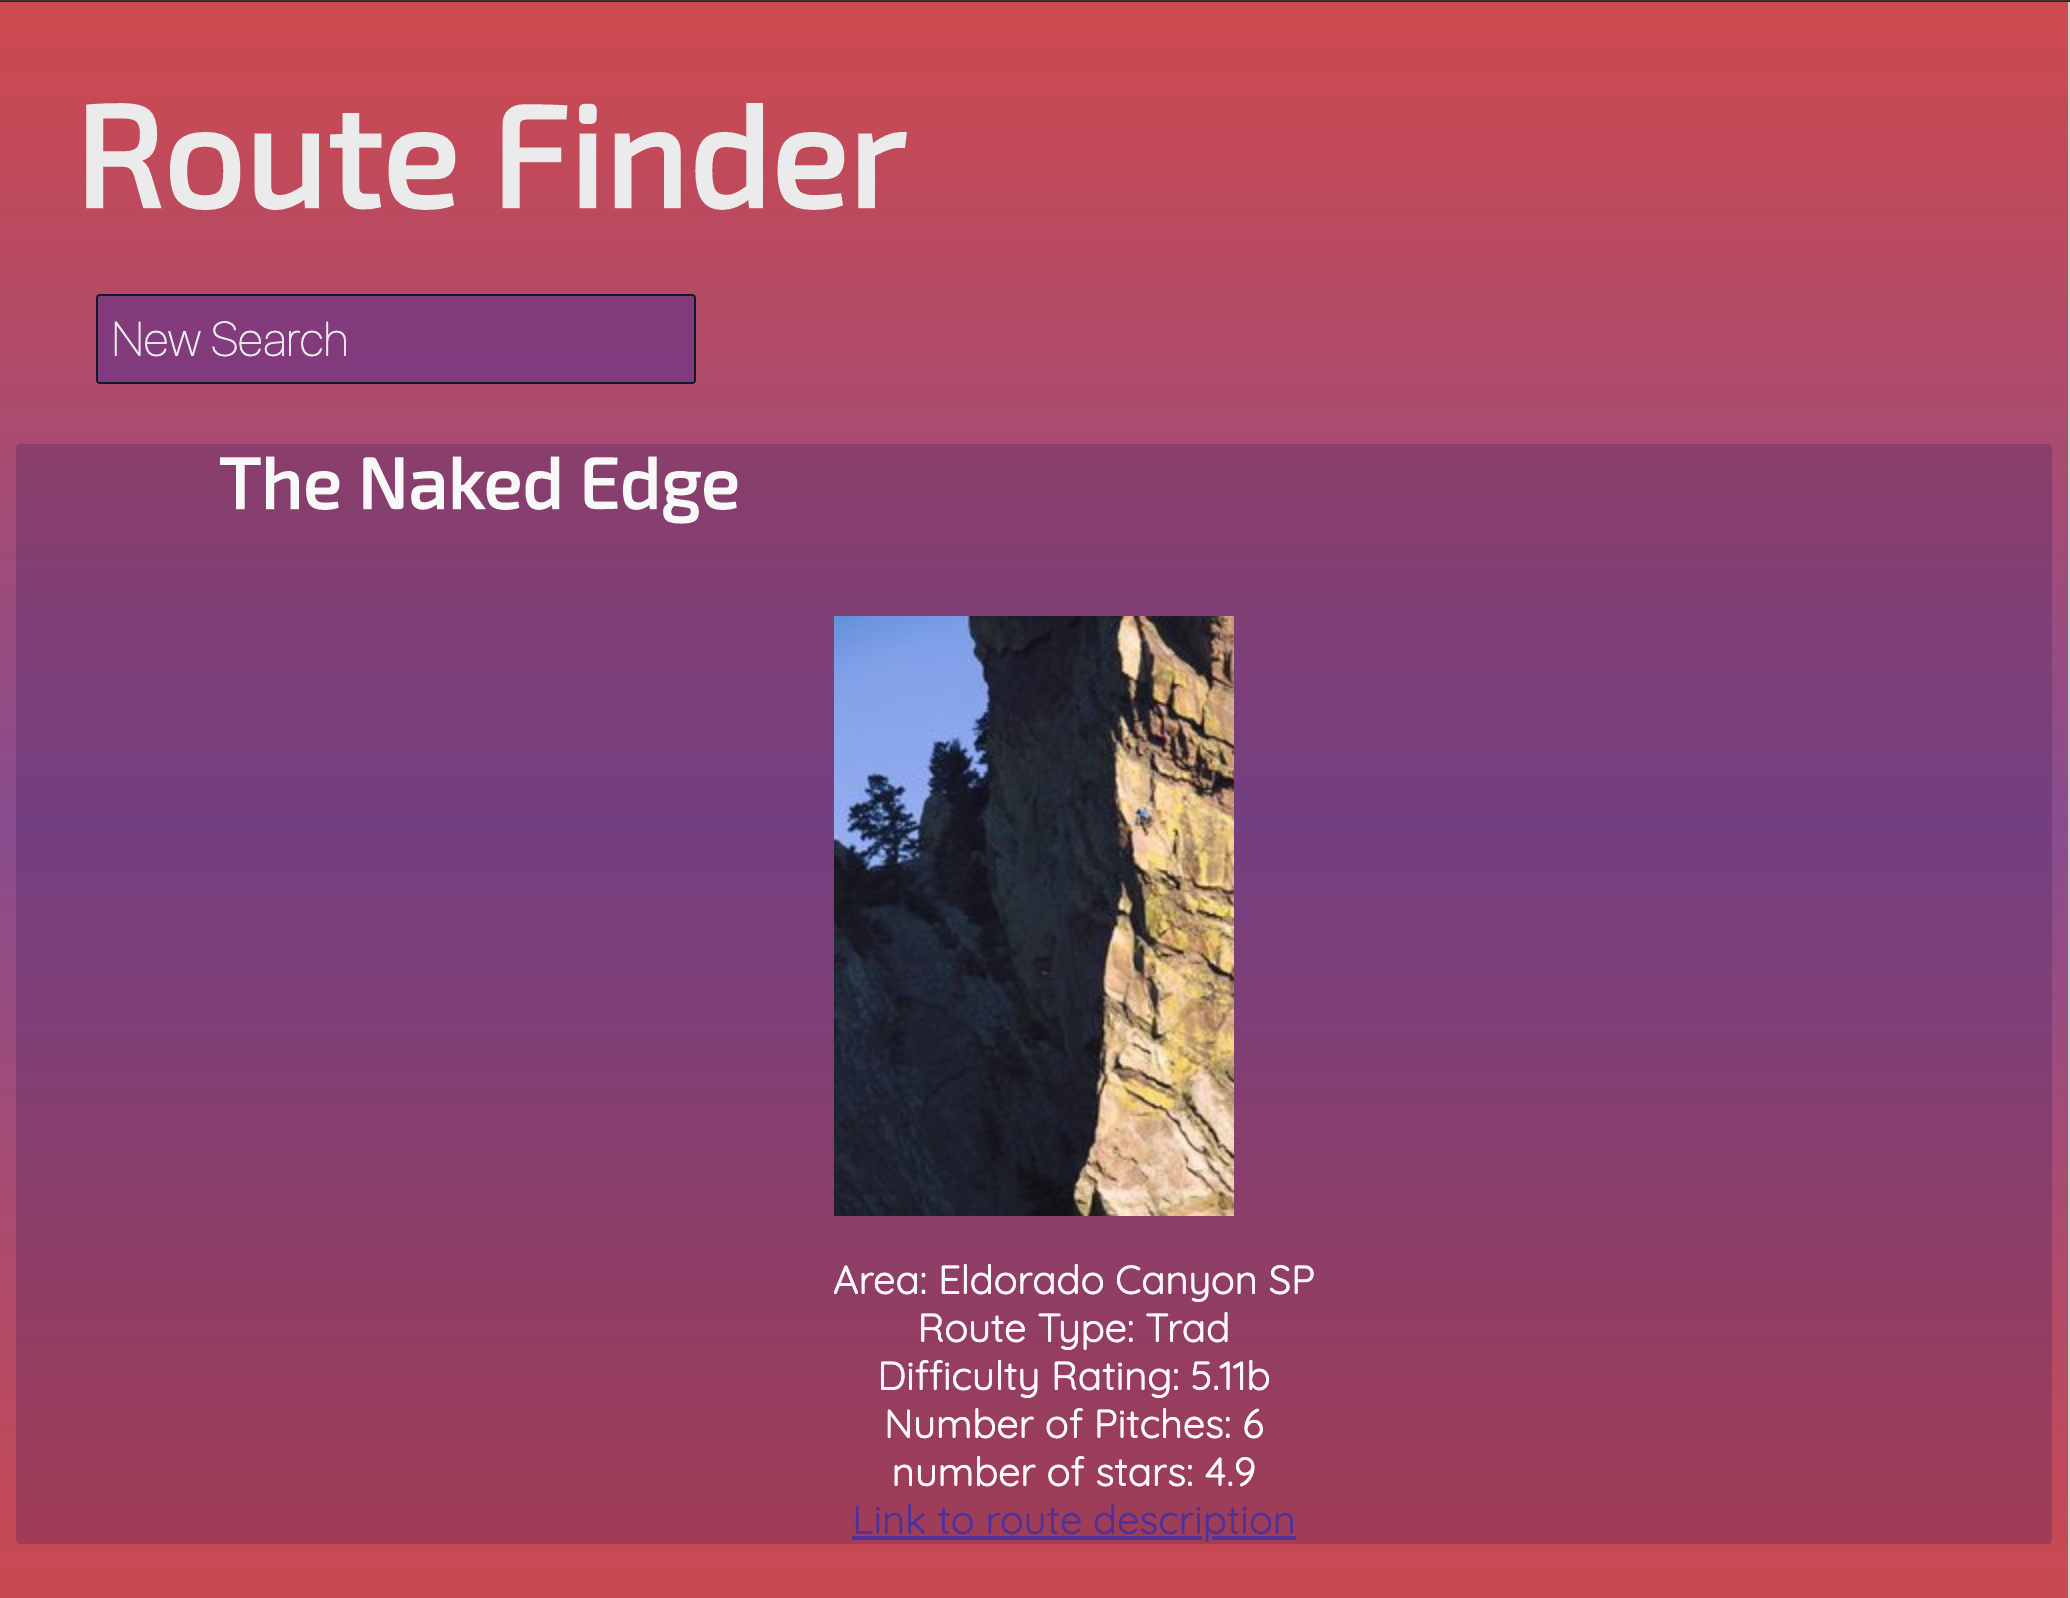 Route Finder
New Search
The Naked Edge
Area: Eldorado Canyon SP
Route Type: Trad
Difficulty Rating: 5.11b
Number of Pitches: 6
number of stars: 4.9
Link to route description